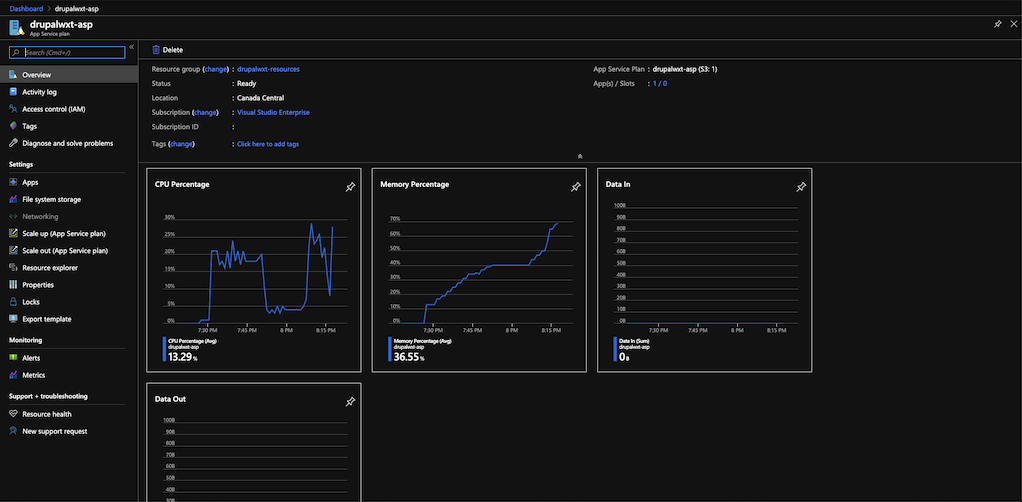 Dashboard > drupalwxt-asp
drupalwxt-asp
App Service plan
Search (Cmd+/)
«
Overview
Activity log
Access control (IAM)
Tags
Diagnose and solve problems
Settings
Apps
File system storage
Networking
Scale up (App Service plan)
Scale out (App Service plan)
Resource explorer
Properties
Locks
Export template
Monitoring
Alerts
Metrics
Support + troubleshooting
Resource health
New support request
Delete
Resource group (change) : drupalwxt-resources
Status : Ready
Location : Canada Central
Subscription (change) : Visual Studio Enterprise
Subscription ID :
Tags (change) : Click here to add tags
App Service Plan : drupalwxt-asp (S3: 1)
App(s) / Slots : 1 / 0
CPU Percentage
30%
25%
20%
15%
10%
5%
0%
7:30 PM 7:45 PM 8 PM 8:15 PM
CPU Percentage (Avg)
drupalwxt-asp
13.29 %
Memory Percentage
70%
60%
50%
40%
30%
20%
10%
0%
7:30 PM 7:45 PM 8 PM 8:15 PM
Memory Percentage (Avg)
drupalwxt-asp
36.55 %
Data In
100B
90B
80B
70B
60B
50B
40B
30B
20B
10B
0B
7:30 PM 7:45 PM 8 PM 8:15 PM
Data In (Sum)
drupalwxt-asp
0 B
Data Out
100B
90B
80B
70B
60B
50B
40B
30B